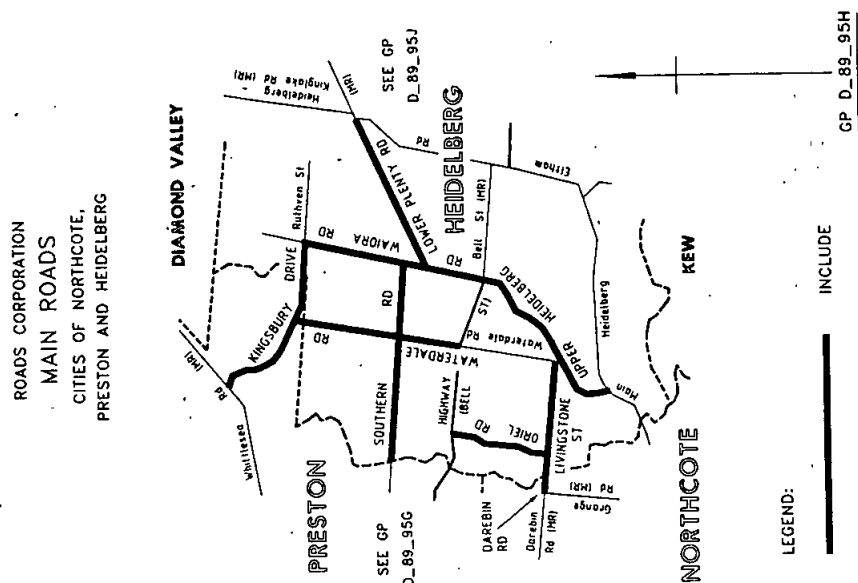 ROADS CORPORATION
MAIN ROADS
CITIES OF NORTHCOTE,
PRESTON AND HEIDELBERG
DIAMOND VALLEY
Heidelberg
Kinglake Rd (MR)
(MR)
SEE GP
D_89_95J
Whittlesea
Rd
(MR)
KINGSBURY
DRIVE
Ruthven St
LOWER PLENTY RD
Rd
HEIDELBERG
WAIORA
RD
RD
RD
WATERDALE
SOUTHERN
PRESTON
SEE GP
D_89_95G
Bell
St (MR)
ST)
HIGHWAY
(BELL
Waterdale Rd
UPPER
HEIDELBERG
RD
Eltham
Heidelberg
Main
ORIEL
RD
LIVINGSTONE
ST
DAREBIN
RD
Darebin
Rd (MR)
Grange
Rd (MR)
KEW
NORTHCOTE
LEGEND:
INCLUDE
GP D_89_95H